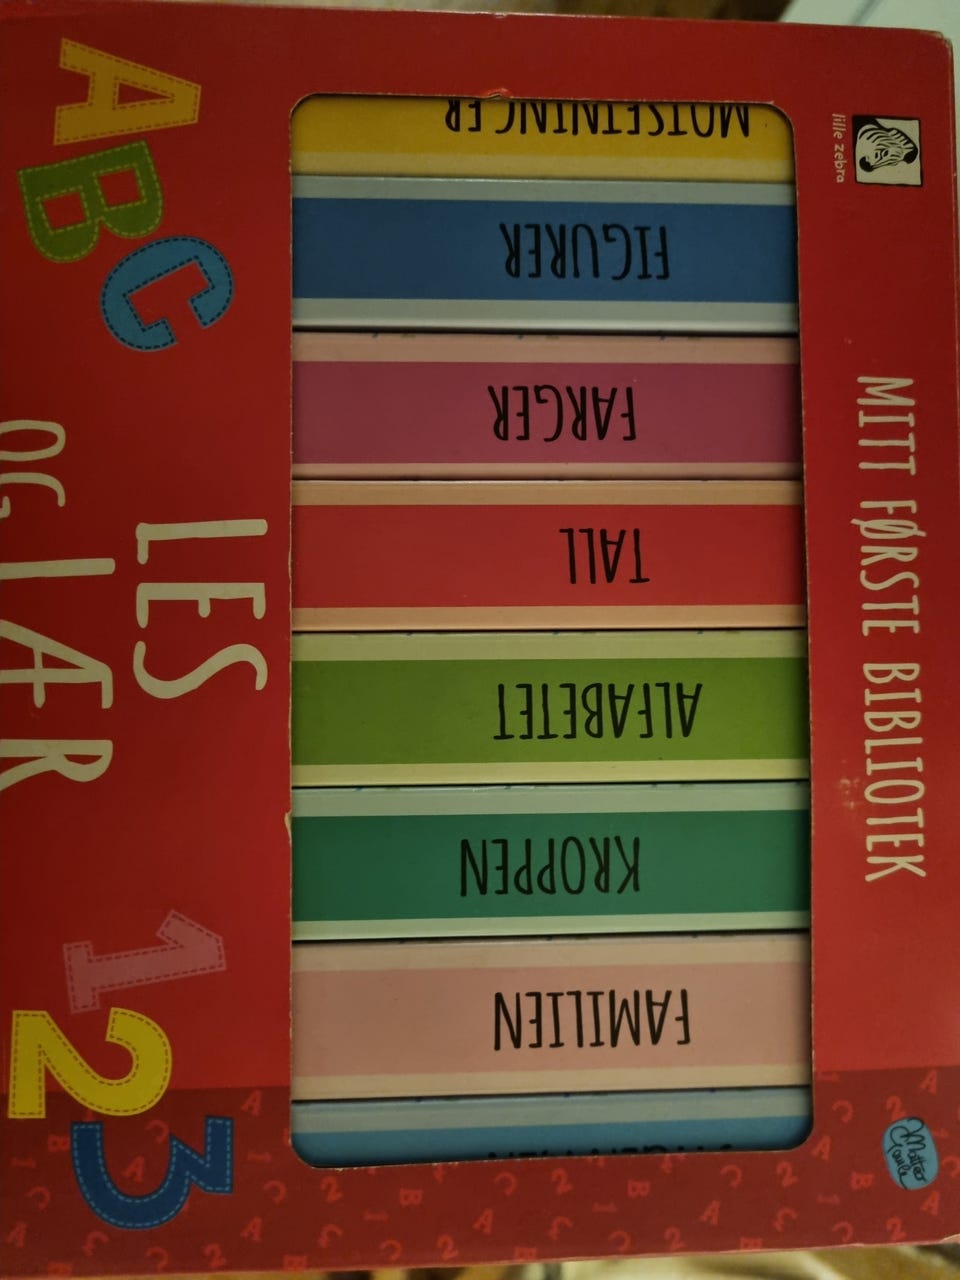 lille zebra
MITT FØRSTE BIBLIOTEK
MOTSETNINGER
FIGURER
FARGER
TALL
ALFABETET
KROPPEN
FAMILIEN
ABC
LES
OG LÆR
123